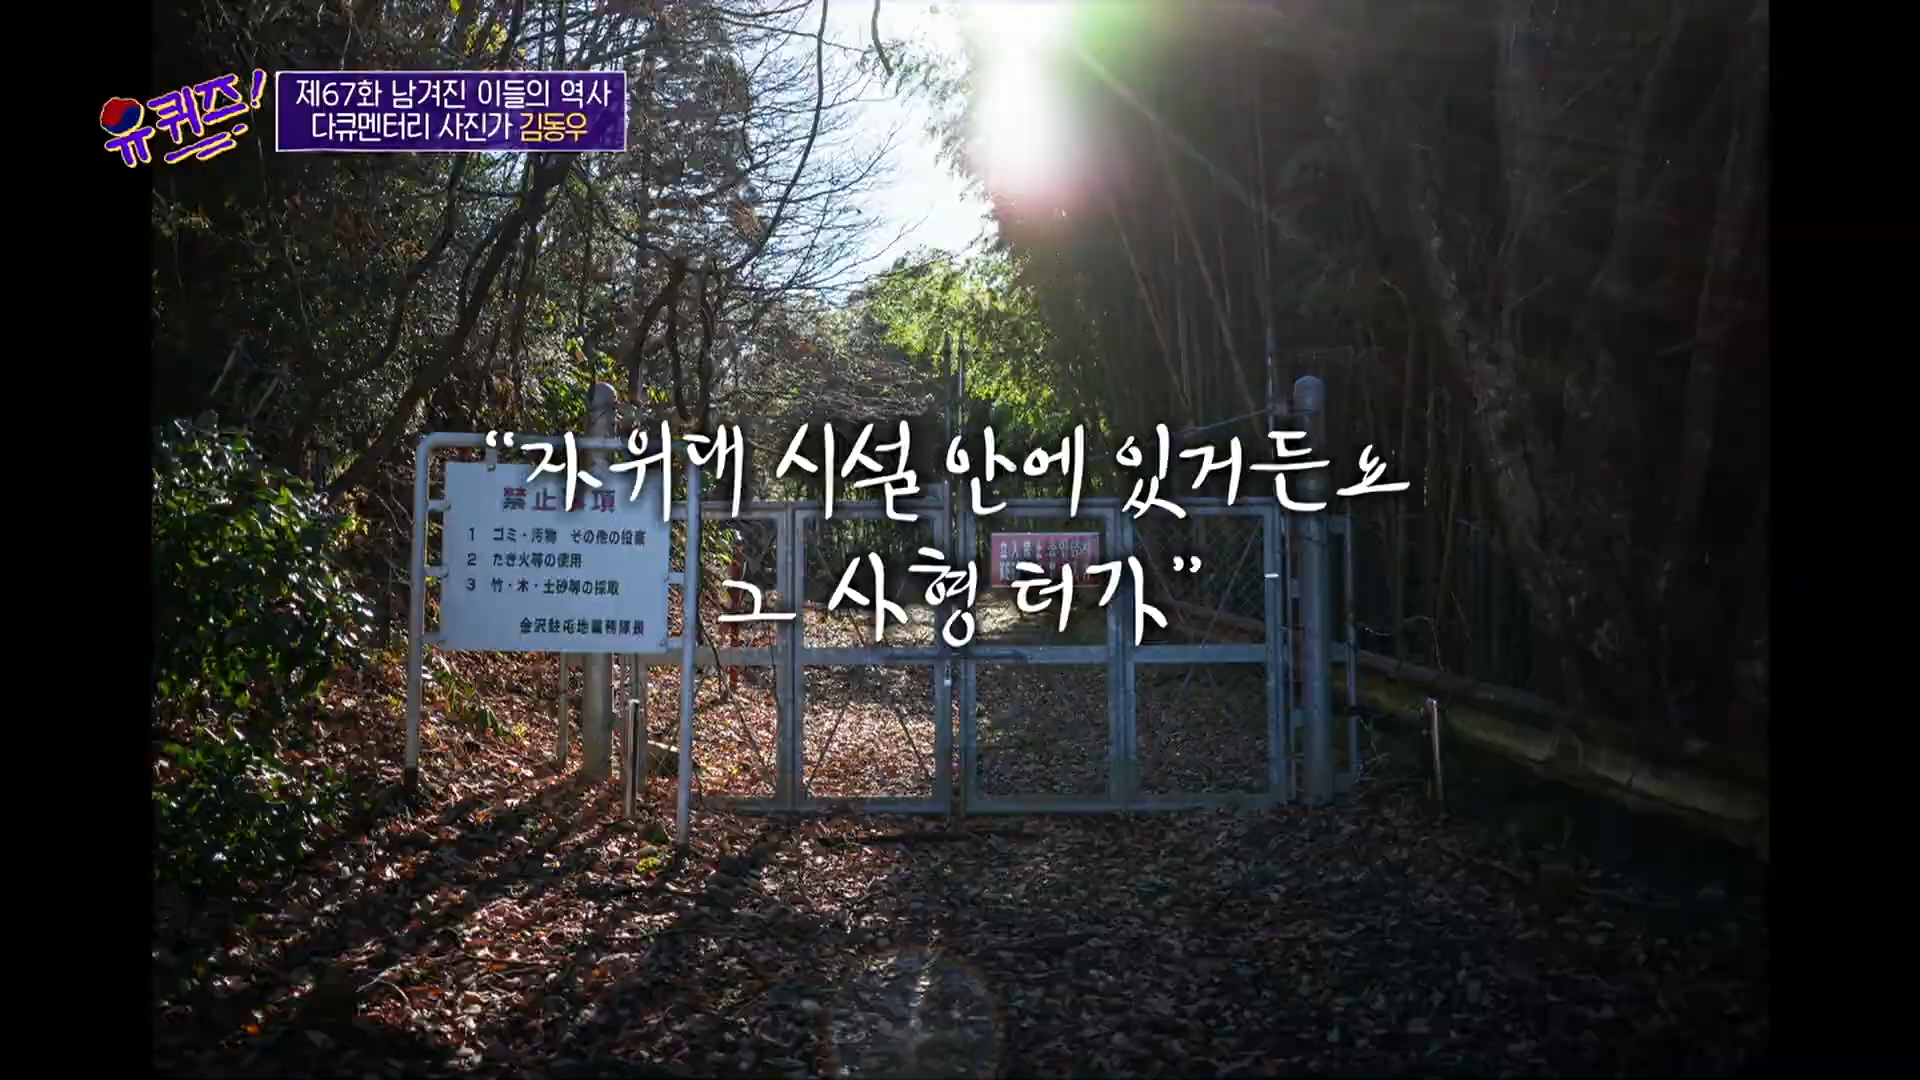 유퀴즈!
제67화 남겨진 이들의 역사
다큐멘터리 사진가 김동우
“자위대 시설 안에 있거든요
그 사형 터가”
禁止事項
1 ゴミ・汚物 その他の投棄
2 たき火等の使用
3 竹・木・土砂等の採取
金沢駐屯地業務隊長